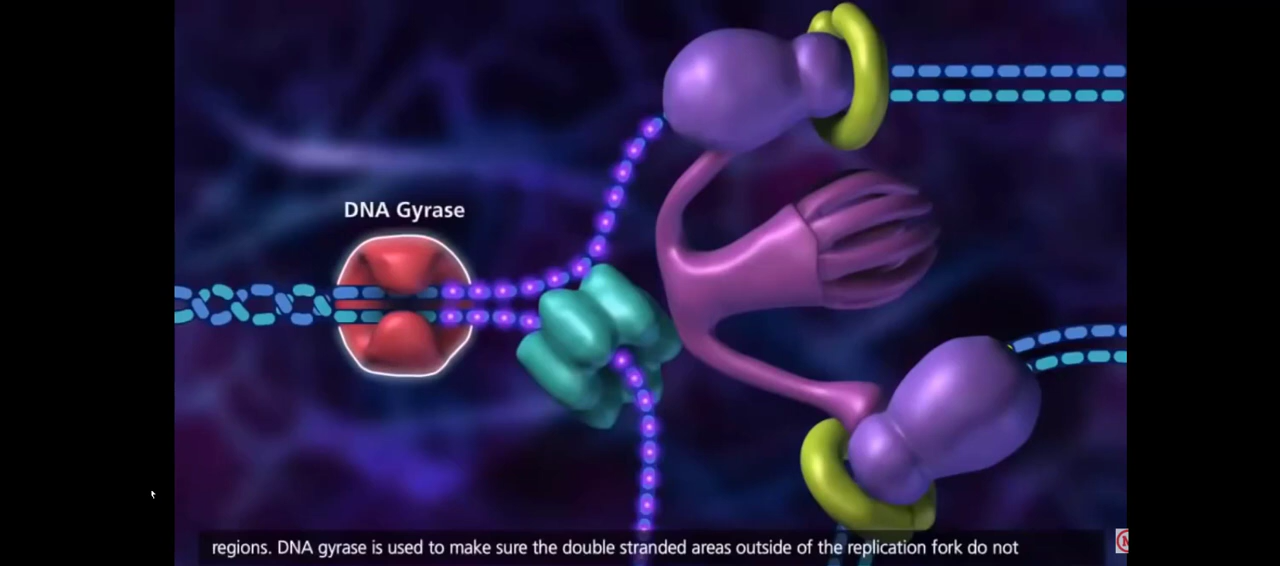 DNA Gyrase
regions. DNA gyrase is used to make sure the double stranded areas outside of the replication fork do not